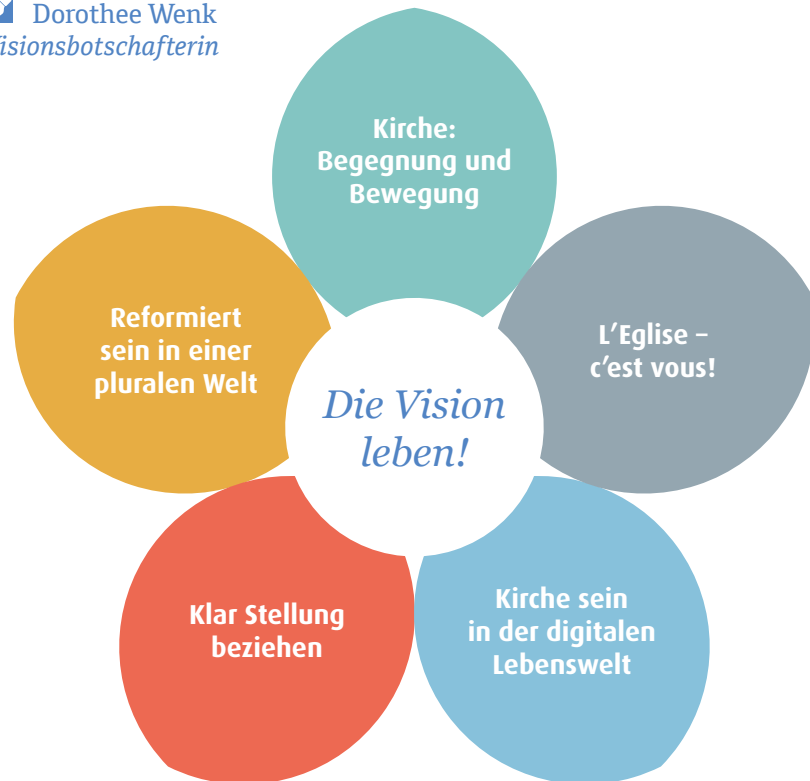 Dorothee Wenk
isionsbotschafterin
Kirche:
Begegnung und
Bewegung
Reformiert
sein in einer
pluralen Welt
L’Eglise –
c’est vous!
Die Vision
leben!
Klar Stellung
beziehen
Kirche sein
in der digitalen
Lebenswelt